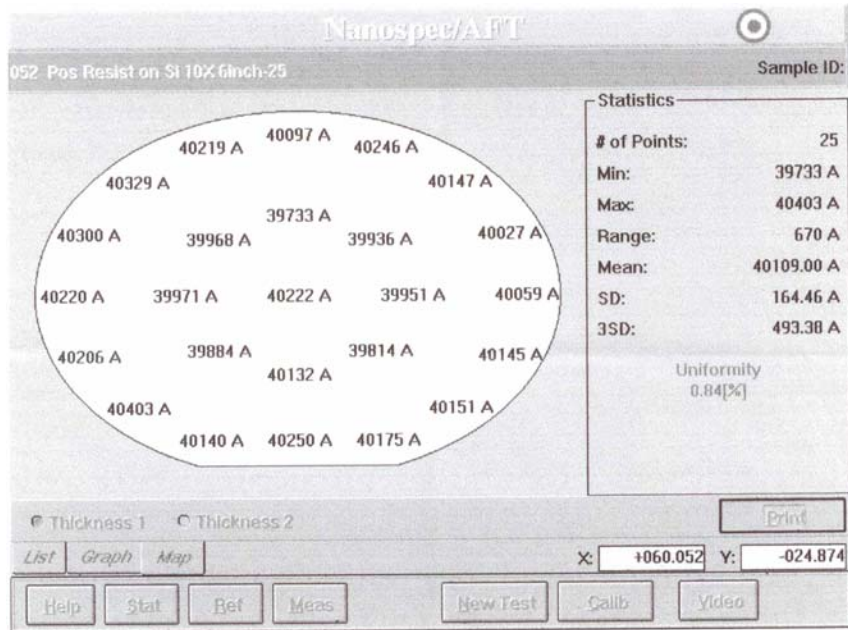 Nanospec/AFT
052 Pos Resist on Si 10X 6inch-25
Sample ID:
40219 A
40097 A
40246 A
40329 A
40147 A
39733 A
40300 A
39968 A
39936 A
40027 A
40220 A
39971 A
40222 A
39951 A
40059 A
40206 A
39884 A
40132 A
39814 A
40145 A
40403 A
40151 A
40140 A
40250 A
40175 A
Statistics
# of Points: 25
Min: 39733 A
Max: 40403 A
Range: 670 A
Mean: 40109.00 A
SD: 164.46 A
3SD: 493.38 A
Uniformity
0.84[%]
Thickness 1
Thickness 2
Print
List
Graph
Map
X: +060.052 Y: -024.874
Help
Stat
Ref
Meas
New Test
Calib
Video